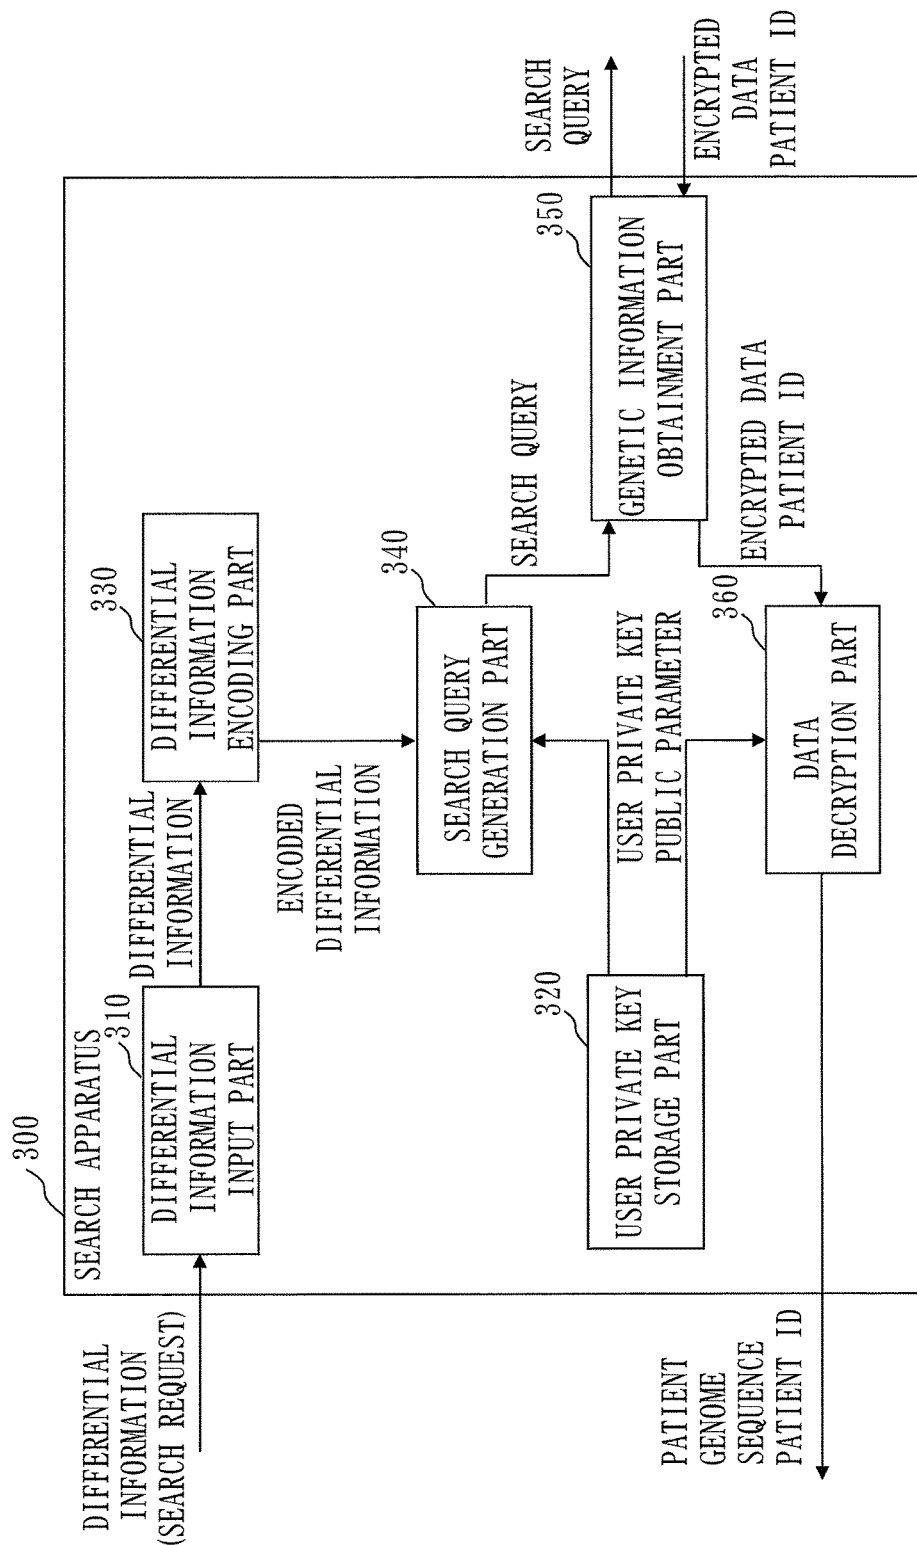 300
SEARCH APPARATUS
DIFFERENTIAL
INFORMATION
(SEARCH REQUEST)
310
DIFFERENTIAL
INFORMATION
INPUT PART
DIFFERENTIAL
INFORMATION
330
DIFFERENTIAL
INFORMATION
ENCODING PART
ENCODED
DIFFERENTIAL
INFORMATION
340
SEARCH QUERY
GENERATION PART
SEARCH QUERY
350
GENETIC INFORMATION
OBTAINMENT PART
SEARCH
QUERY
ENCRYPTED
DATA
PATIENT ID
320
USER PRIVATE KEY
STORAGE PART
USER PRIVATE KEY
PUBLIC PARAMETER
ENCRYPTED DATA
PATIENT ID
360
DATA
DECRYPTION PART
PATIENT
GENOME
SEQUENCE
PATIENT ID